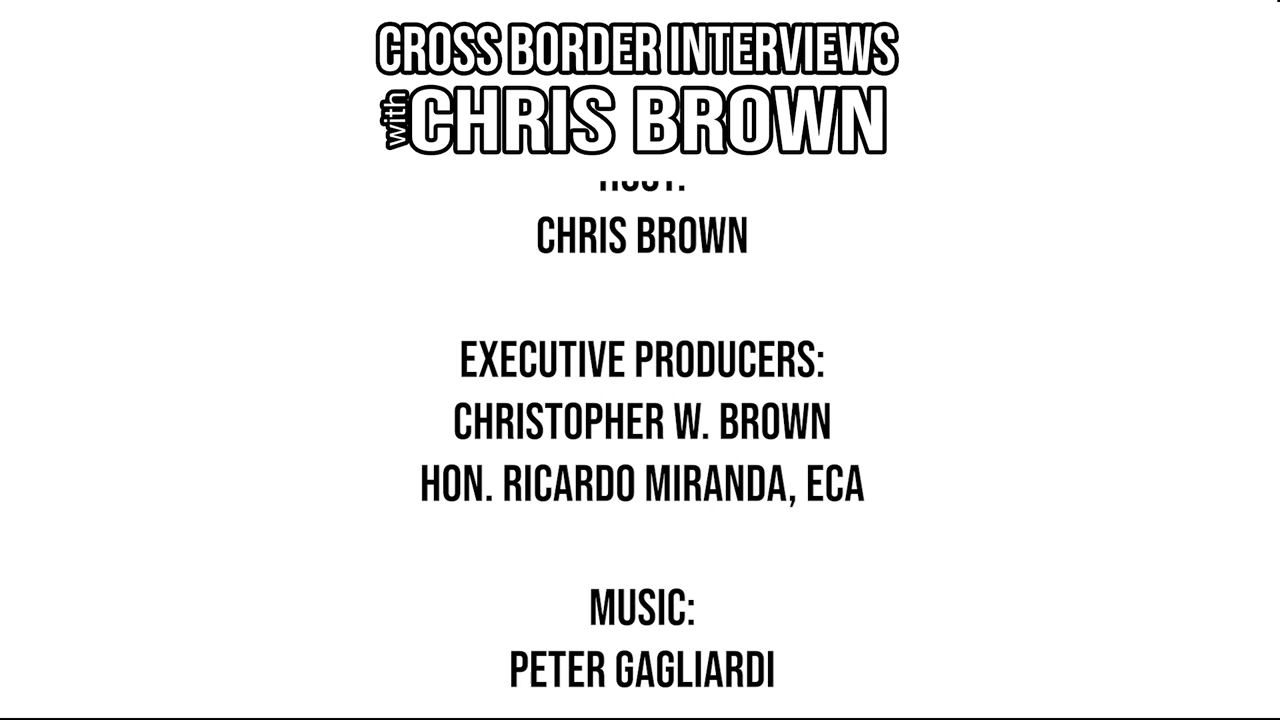 CROSS BORDER INTERVIEWS
with CHRIS BROWN
CHRIS BROWN
EXECUTIVE PRODUCERS:
CHRISTOPHER W. BROWN
HON. RICARDO MIRANDA, ECA
MUSIC:
PETER GAGLIARDI